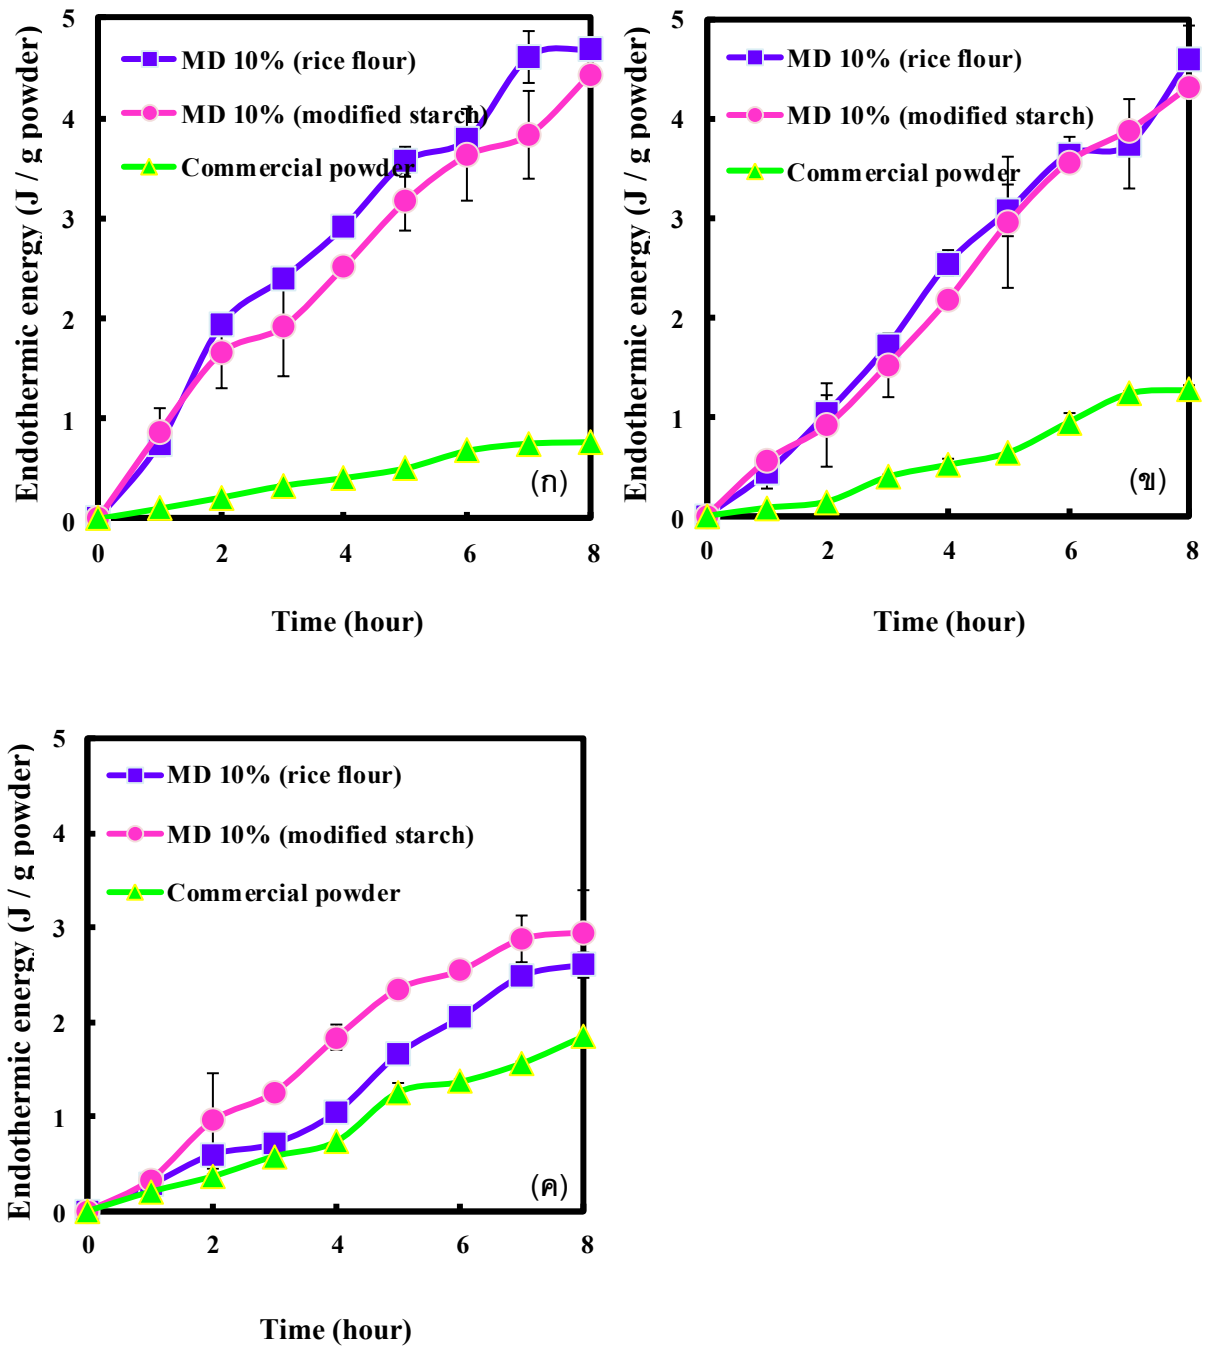 Endothermic energy (J / g powder)
5
4
3
2
1
0
MD 10% (rice flour)
MD 10% (modified starch)
Commercial powder
(ก)
0 2 4 6 8
Time (hour)
Endothermic energy (J / g powder)
5
4
3
2
1
0
MD 10% (rice flour)
MD 10% (modified starch)
Commercial powder
(ข)
0 2 4 6 8
Time (hour)
Endothermic energy (J / g powder)
5
4
3
2
1
0
MD 10% (rice flour)
MD 10% (modified starch)
Commercial powder
(ค)
0 2 4 6 8
Time (hour)